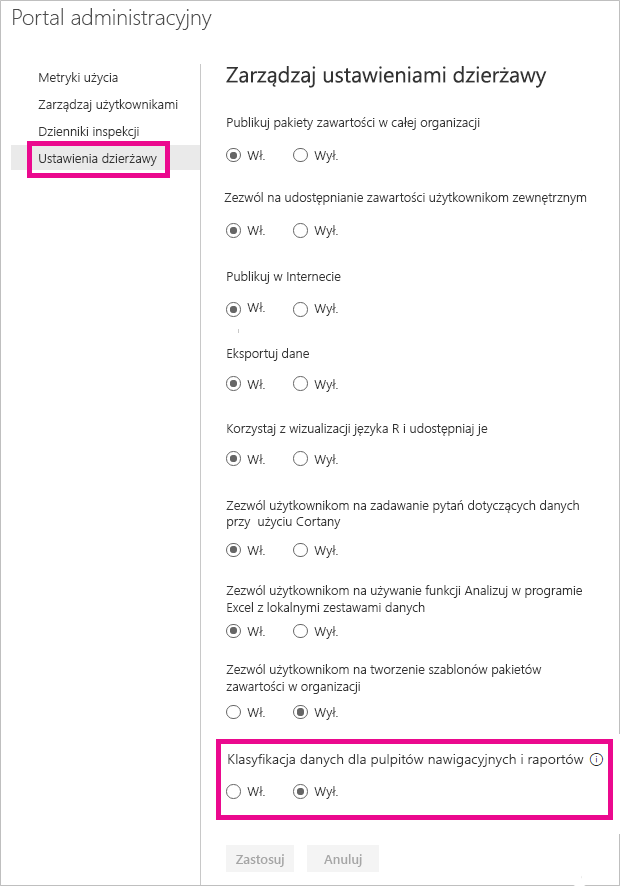 Portal administracyjny
Metryki użycia
Zarządzaj użytkownikami
Dzienniki inspekcji
Ustawienia dzierżawy
Zarządzaj ustawieniami dzierżawy
Publikuj pakiety zawartości w całej organizacji
Wł. Wył.
Zezwól na udostępnianie zawartości użytkownikom zewnętrznym
Wł. Wył.
Publikuj w Internecie
Wł. Wył.
Eksportuj dane
Wł. Wył.
Korzystaj z wizualizacji języka R i udostępniaj je
Wł. Wył.
Zezwól użytkownikom na zadawanie pytań dotyczących danych
przy użyciu Cortany
Wł. Wył.
Zezwól użytkownikom na używanie funkcji Analizuj w programie
Excel z lokalnymi zestawami danych
Wł. Wył.
Zezwól użytkownikom na tworzenie szablonów pakietów
zawartości w organizacji
Wł. Wył.
Klasyfikacja danych dla pulpitów nawigacyjnych i raportów
Wł. Wył.
Zastosuj Anuluj